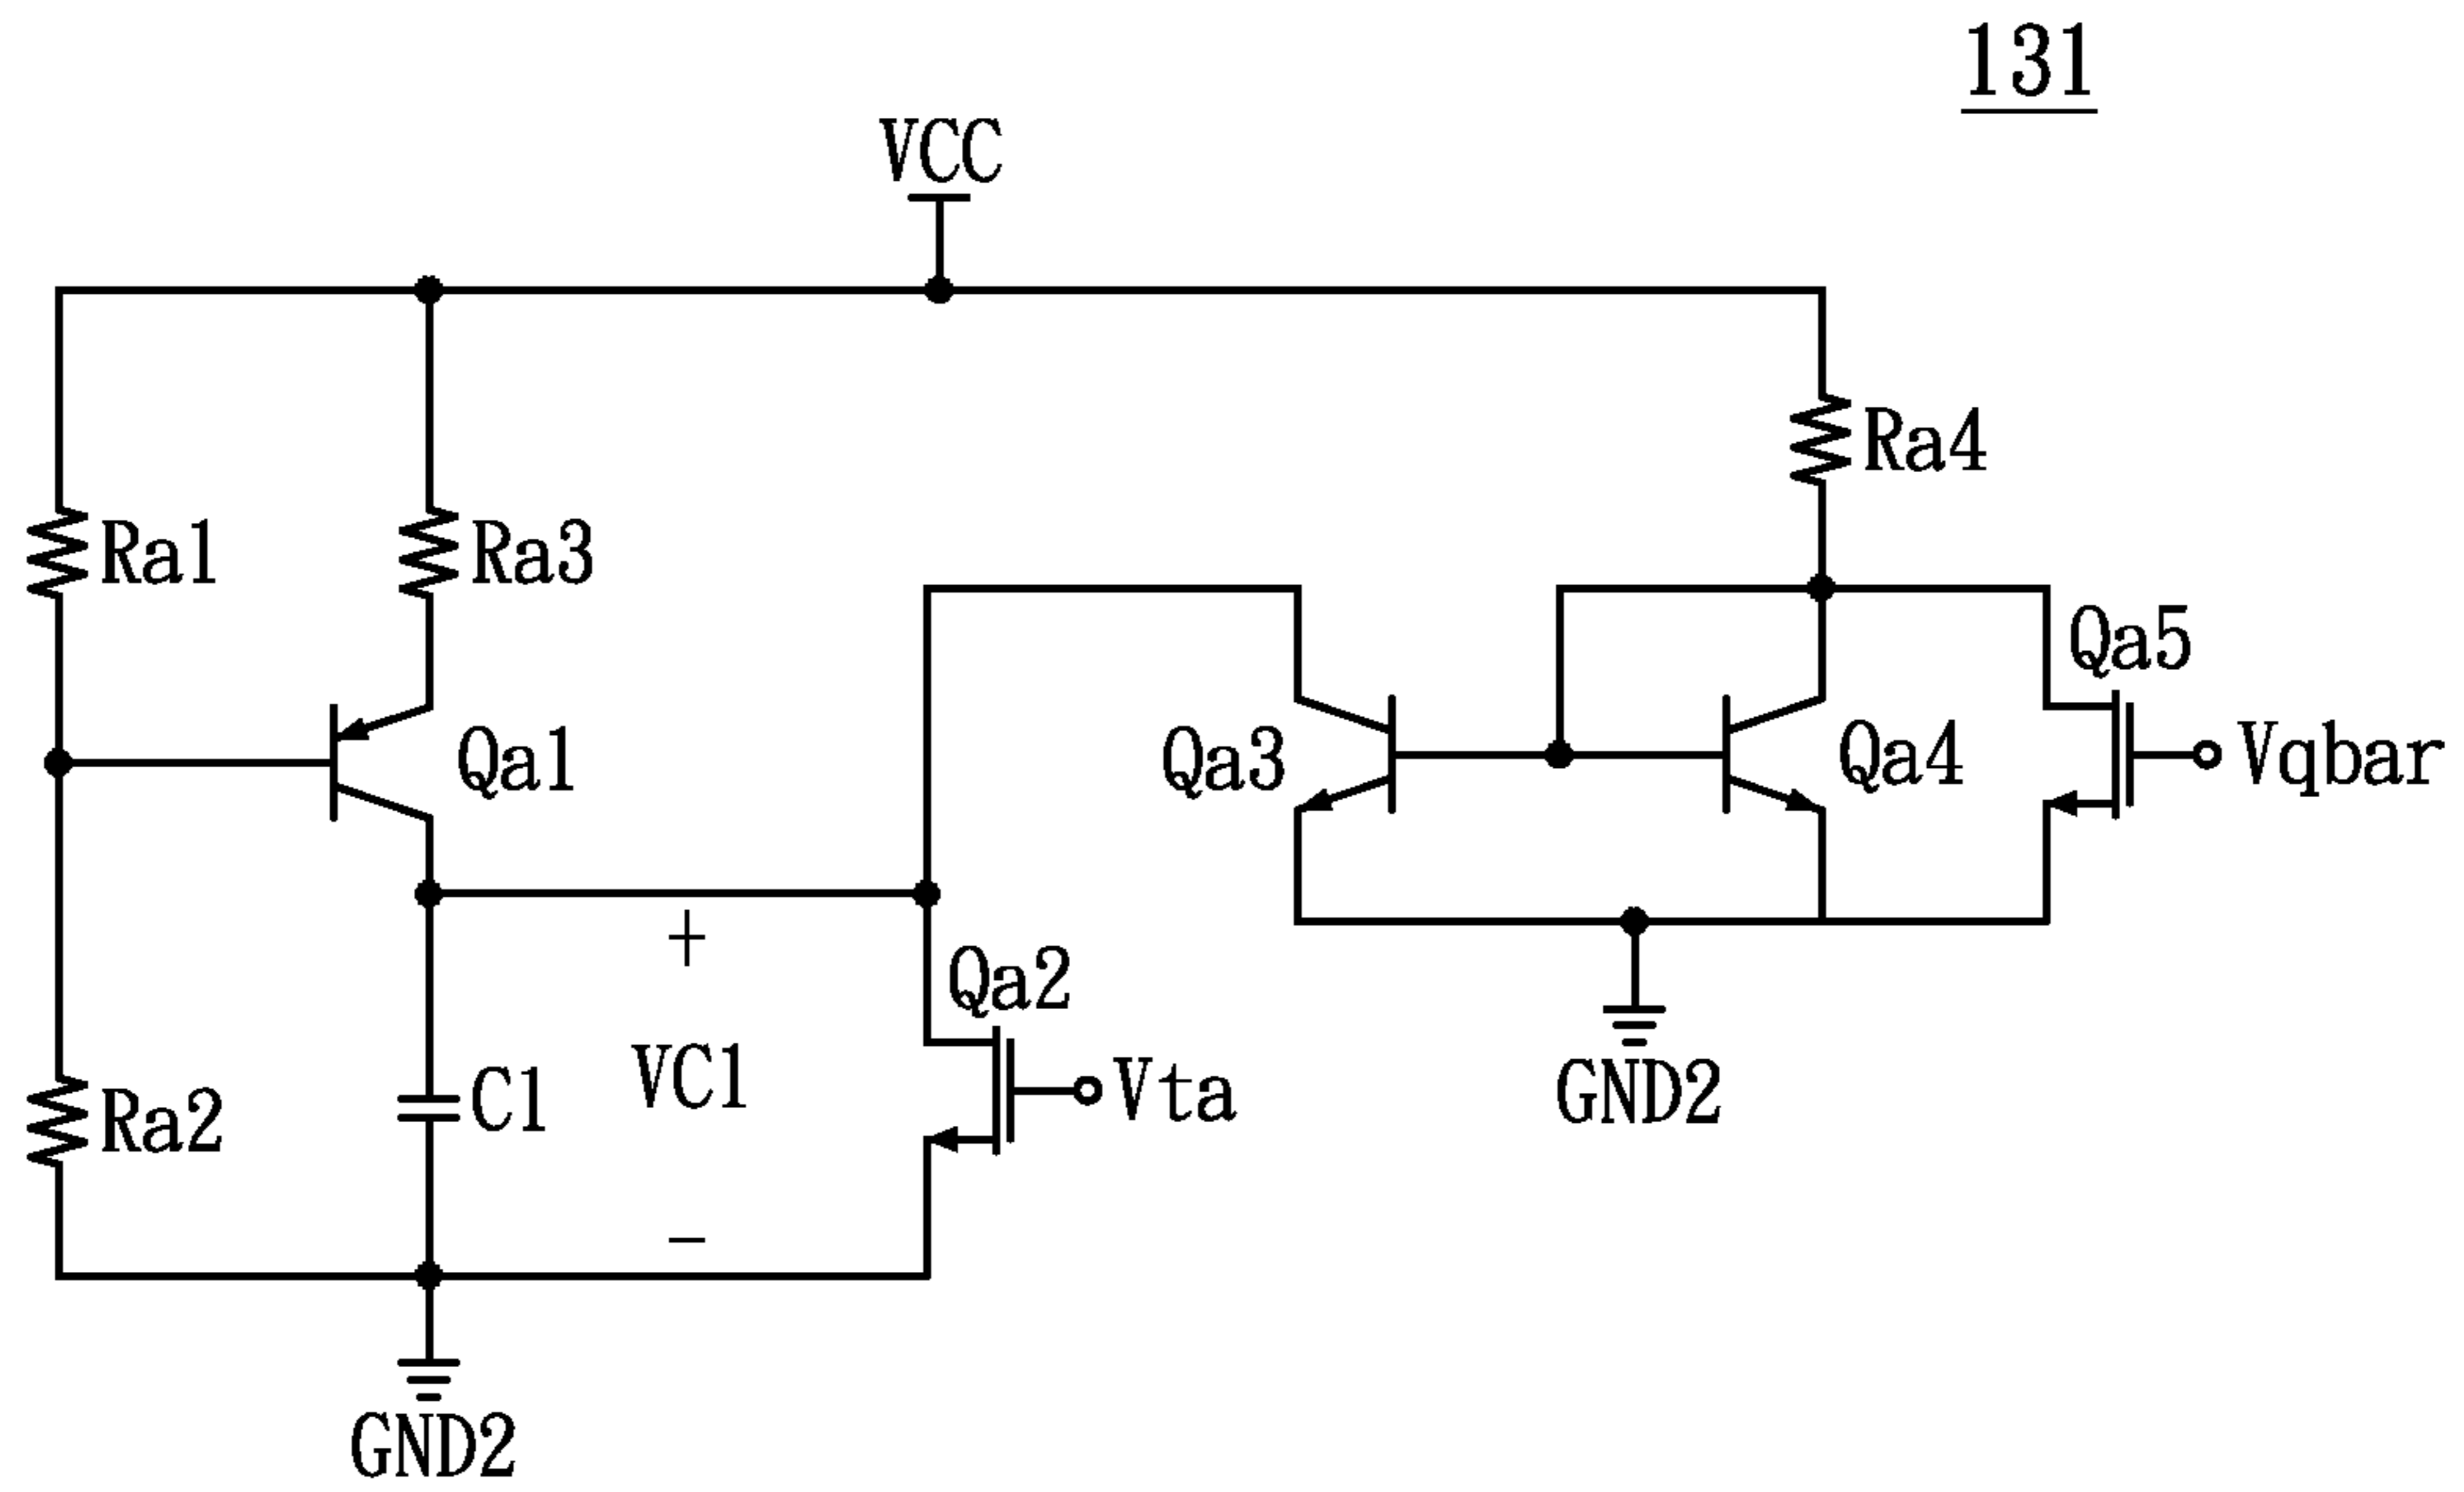 131
VCC
Ra4
Ra1
Ra3
Qa5
Qa1
Qa3
Qa4
Vqbar
Qa2
VC1
+
-
C1
Vta
Ra2
GND2
GND2